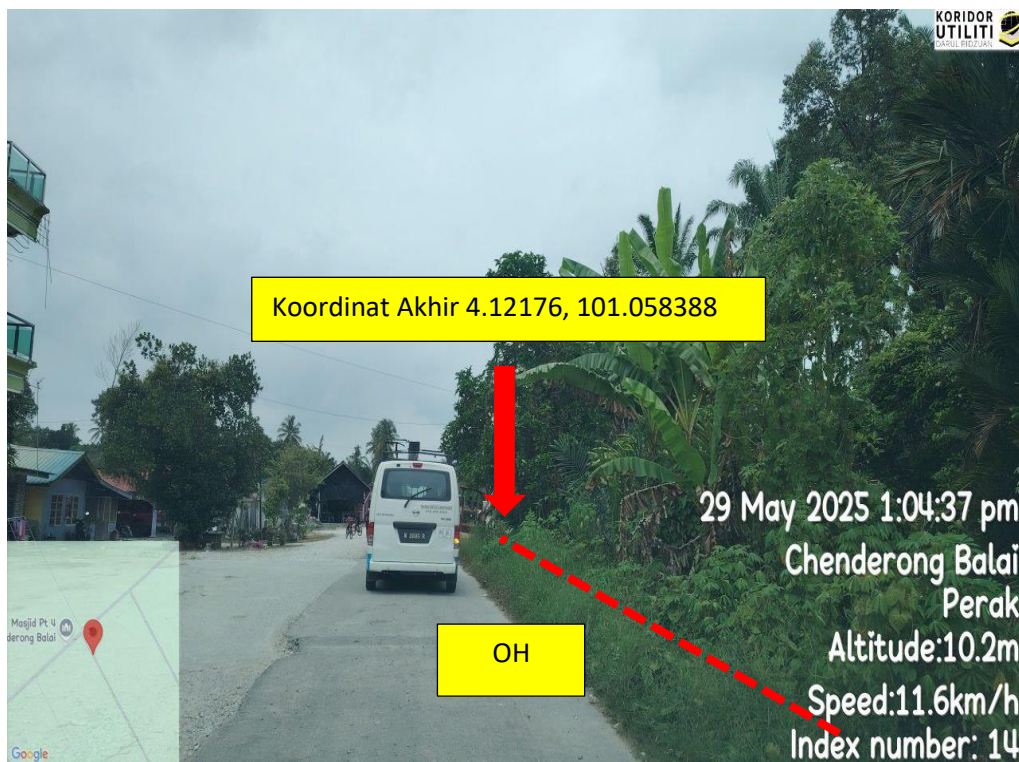 KORIDOR
UTILITI
DARUL RIDZUAN
Koordinat Akhir 4.12176, 101.058388
29 May 2025 1:04:37 pm
Chenderong Balai
Perak
Altitude:10.2m
Speed:11.6km/h
Index number: 14
OH
Masjid Pt 4
derong Balai
Google